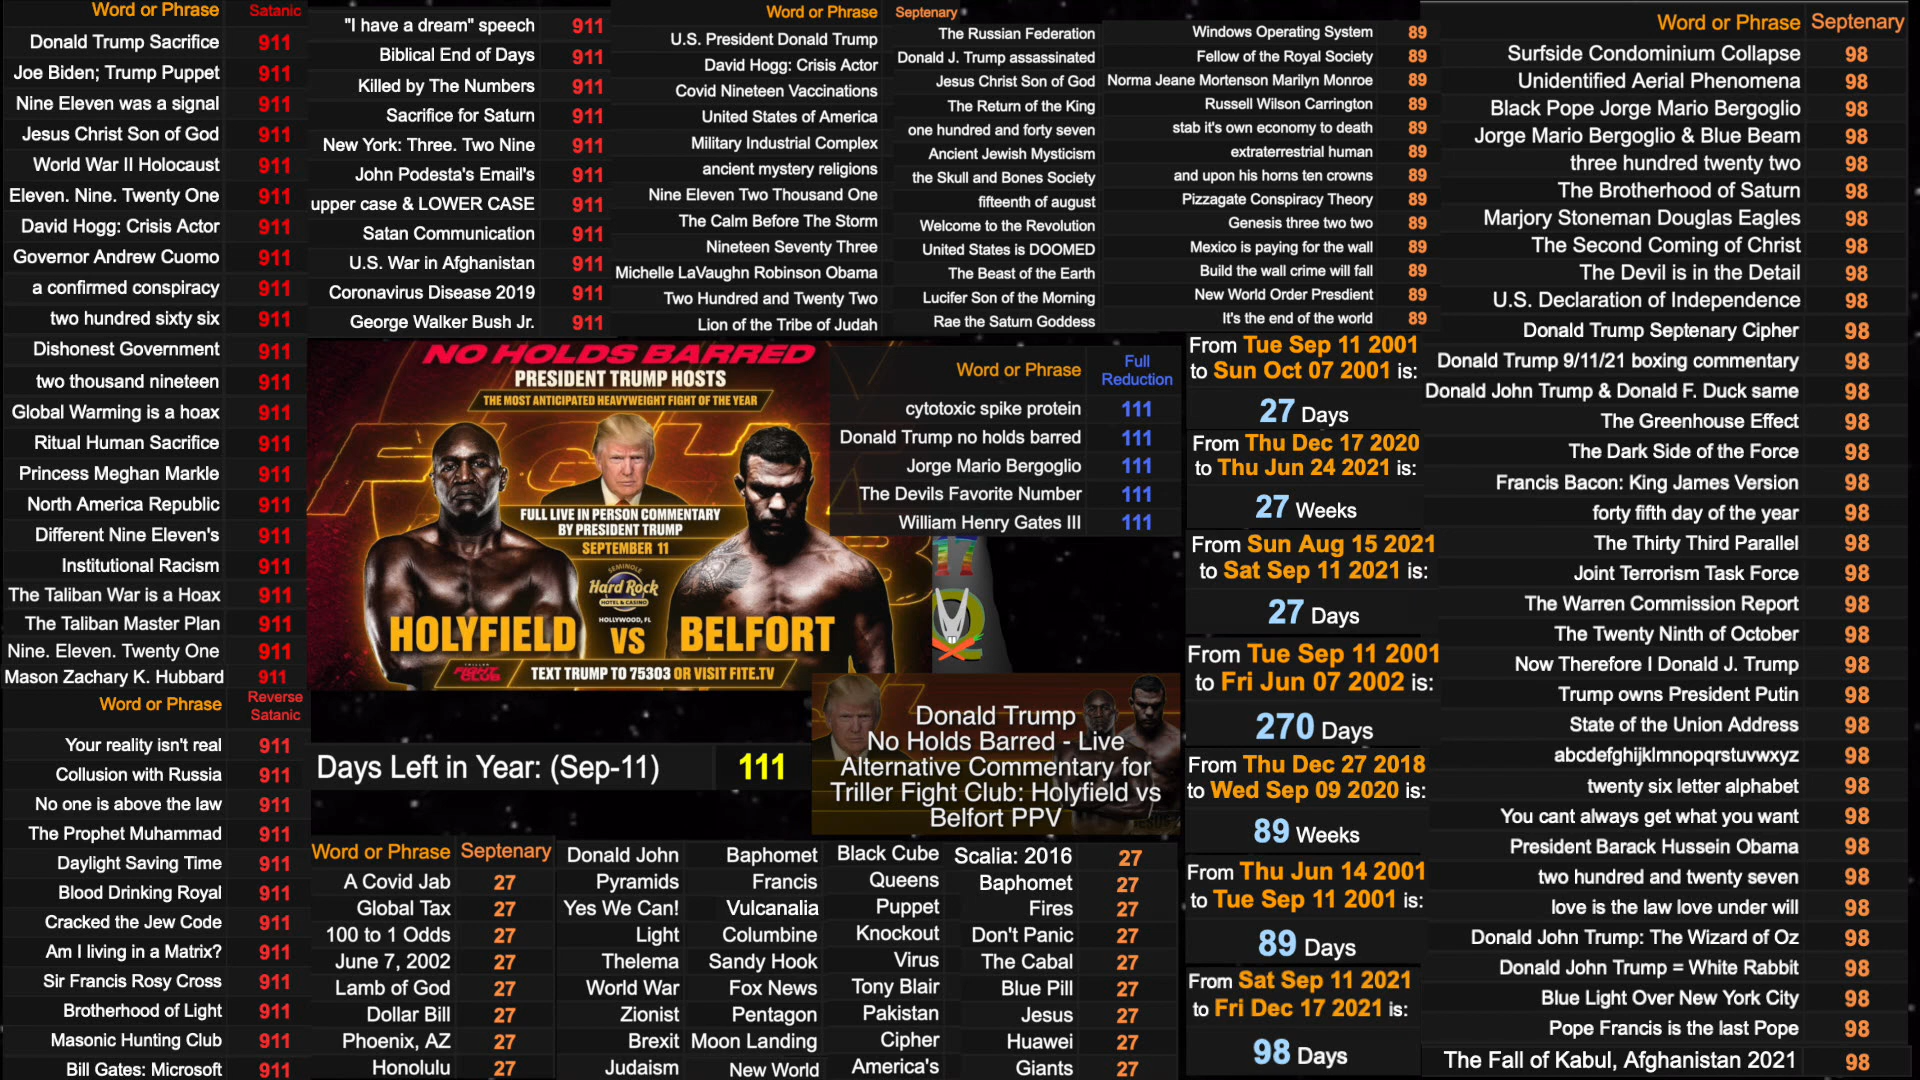 Word or Phrase Satanic
Donald Trump Sacrifice 911
Joe Biden; Trump Puppet 911
Nine Eleven was a signal 911
Jesus Christ Son of God 911
World War II Holocaust 911
Eleven. Nine. Twenty One 911
David Hogg: Crisis Actor 911
Governor Andrew Cuomo 911
a confirmed conspiracy 911
two hundred sixty six 911
Dishonest Government 911
two thousand nineteen 911
Global Warming is a hoax 911
Ritual Human Sacrifice 911
Princess Meghan Markle 911
North America Republic 911
Different Nine Eleven's 911
Institutional Racism 911
The Taliban War is a Hoax 911
The Taliban Master Plan 911
Nine. Eleven. Twenty One 911
Mason Zachary K. Hubbard 911
Word or Phrase Reverse Satanic
Your reality isn't real 911
Collusion with Russia 911
No one is above the law 911
The Prophet Muhammad 911
Daylight Saving Time 911
Blood Drinking Royal 911
Cracked the Jew Code 911
Am I living in a Matrix? 911
Sir Francis Rosy Cross 911
Brotherhood of Light 911
Masonic Hunting Club 911
Bill Gates: Microsoft 911
"I have a dream" speech 911
Biblical End of Days 911
Killed by The Numbers 911
Sacrifice for Saturn 911
New York: Three. Two Nine 911
John Podesta's Email's 911
upper case & LOWER CASE 911
Satan Communication 911
U.S. War in Afghanistan 911
Coronavirus Disease 2019 911
George Walker Bush Jr. 911
Word or Phrase Septenary
U.S. President Donald Trump
David Hogg: Crisis Actor
Covid Nineteen Vaccinations
United States of America
Military Industrial Complex
ancient mystery religions
Nine Eleven Two Thousand One
The Calm Before The Storm
Nineteen Seventy Three
Michelle LaVaughn Robinson Obama
Two Hundred and Twenty Two
Lion of the Tribe of Judah
The Russian Federation
Donald J. Trump assassinated
Jesus Christ Son of God
The Return of the King
one hundred and forty seven
Ancient Jewish Mysticism
the Skull and Bones Society
fifteenth of august
Welcome to the Revolution
United States is DOOMED
The Beast of the Earth
Lucifer Son of the Morning
Rae the Saturn Goddess
Windows Operating System 89
Fellow of the Royal Society 89
Norma Jeane Mortenson Marilyn Monroe 89
Russell Wilson Carrington 89
stab it's own economy to death 89
extraterrestrial human 89
and upon his horns ten crowns 89
Pizzagate Conspiracy Theory 89
Genesis three two two 89
Mexico is paying for the wall 89
Build the wall crime will fall 89
New World Order Presdient 89
It's the end of the world 89
NO HOLDS BARRED
PRESIDENT TRUMP HOSTS
THE MOST ANTICIPATED HEAVYWEIGHT FIGHT OF THE YEAR
FULL LIVE IN PERSON COMMENTARY
BY PRESIDENT TRUMP
SEPTEMBER 11
SEMINOLE
Hard Rock
HOTEL & CASINO
HOLLYWOOD, FL
HOLYFIELD VS BELFORT
TRILLER
FIGHT CLUB
TEXT TRUMP TO 75303 OR VISIT FITE.TV
Word or Phrase Full Reduction
cytotoxic spike protein 111
Donald Trump no holds barred 111
Jorge Mario Bergoglio 111
The Devils Favorite Number 111
William Henry Gates III 111
17
Q
Days Left in Year: (Sep-11) 111
Donald Trump
No Holds Barred - Live
Alternative Commentary for
Triller Fight Club: Holyfield vs
Belfort PPV
Word or Phrase Septenary
A Covid Jab 27
Global Tax 27
100 to 1 Odds 27
June 7, 2002 27
Lamb of God 27
Dollar Bill 27
Phoenix, AZ 27
Honolulu 27
Donald John
Pyramids
Yes We Can!
Light
Thelema
World War
Zionist
Brexit
Judaism
Baphomet
Francis
Vulcanalia
Columbine
Sandy Hook
Fox News
Pentagon
Moon Landing
New World
Black Cube
Queens
Puppet
Knockout
Virus
Tony Blair
Pakistan
Cipher
America's
Scalia: 2016 27
Baphomet 27
Fires 27
Don't Panic 27
The Cabal 27
Blue Pill 27
Jesus 27
Huawei 27
Giants 27
From Tue Sep 11 2001
to Sun Oct 07 2001 is:
27 Days
From Thu Dec 17 2020
to Thu Jun 24 2021 is:
27 Weeks
From Sun Aug 15 2021
to Sat Sep 11 2021 is:
27 Days
From Tue Sep 11 2001
to Fri Jun 07 2002 is:
270 Days
From Thu Dec 27 2018
to Wed Sep 09 2020 is:
89 Weeks
From Thu Jun 14 2001
to Tue Sep 11 2001 is:
89 Days
From Sat Sep 11 2021
to Fri Dec 17 2021 is:
98 Days
Word or Phrase Septenary
Surfside Condominium Collapse 98
Unidentified Aerial Phenomena 98
Black Pope Jorge Mario Bergoglio 98
Jorge Mario Bergoglio & Blue Beam 98
three hundred twenty two 98
The Brotherhood of Saturn 98
Marjory Stoneman Douglas Eagles 98
The Second Coming of Christ 98
The Devil is in the Detail 98
U.S. Declaration of Independence 98
Donald Trump Septenary Cipher 98
Donald Trump 9/11/21 boxing commentary 98
Donald John Trump & Donald F. Duck same 98
The Greenhouse Effect 98
The Dark Side of the Force 98
Francis Bacon: King James Version 98
forty fifth day of the year 98
The Thirty Third Parallel 98
Joint Terrorism Task Force 98
The Warren Commission Report 98
The Twenty Ninth of October 98
Now Therefore I Donald J. Trump 98
Trump owns President Putin 98
State of the Union Address 98
abcdefghijklmnopqrstuvwxyz 98
twenty six letter alphabet 98
You cant always get what you want 98
President Barack Hussein Obama 98
two hundred and twenty seven 98
love is the law love under will 98
Donald John Trump: The Wizard of Oz 98
Donald John Trump = White Rabbit 98
Blue Light Over New York City 98
Pope Francis is the last Pope 98
The Fall of Kabul, Afghanistan 2021 98